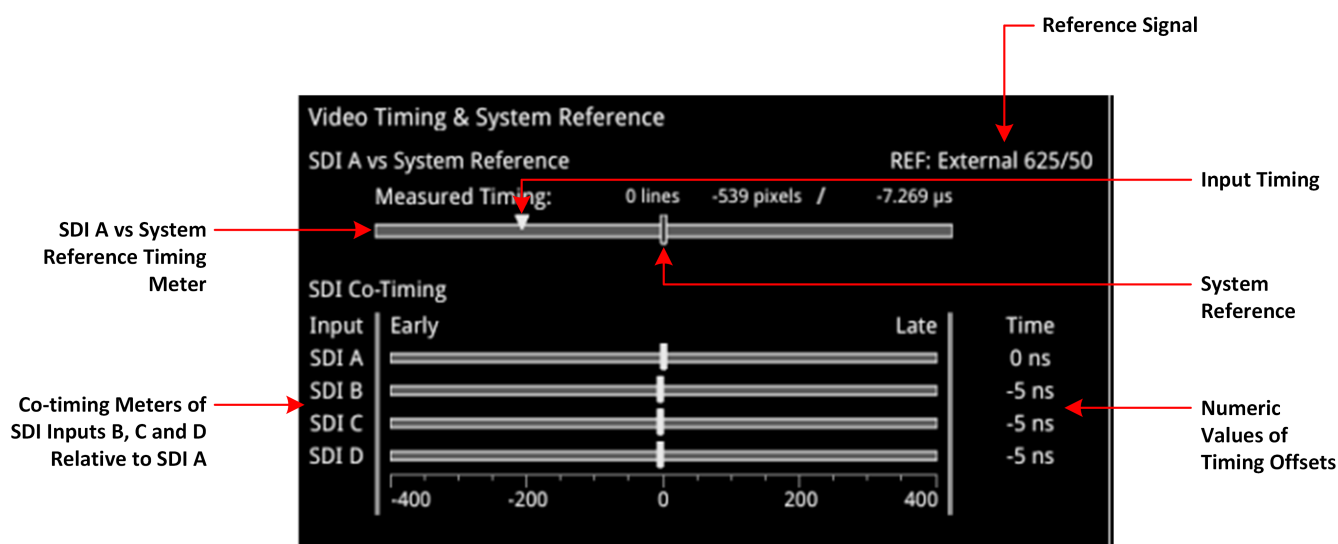 Reference Signal
Video Timing & System Reference
SDI A vs System Reference
REF: External 625/50
Input Timing
Measured Timing: 0 lines -539 pixels / -7.269 µs
SDI A vs System
Reference Timing
Meter
System
Reference
SDI Co-Timing
Input Early Late Time
SDI A 0 ns
SDI B -5 ns
SDI C -5 ns
SDI D -5 ns
-400 -200 0 200 400
Co-timing Meters of
SDI Inputs B, C and D
Relative to SDI A
Numeric
Values of
Timing Offsets